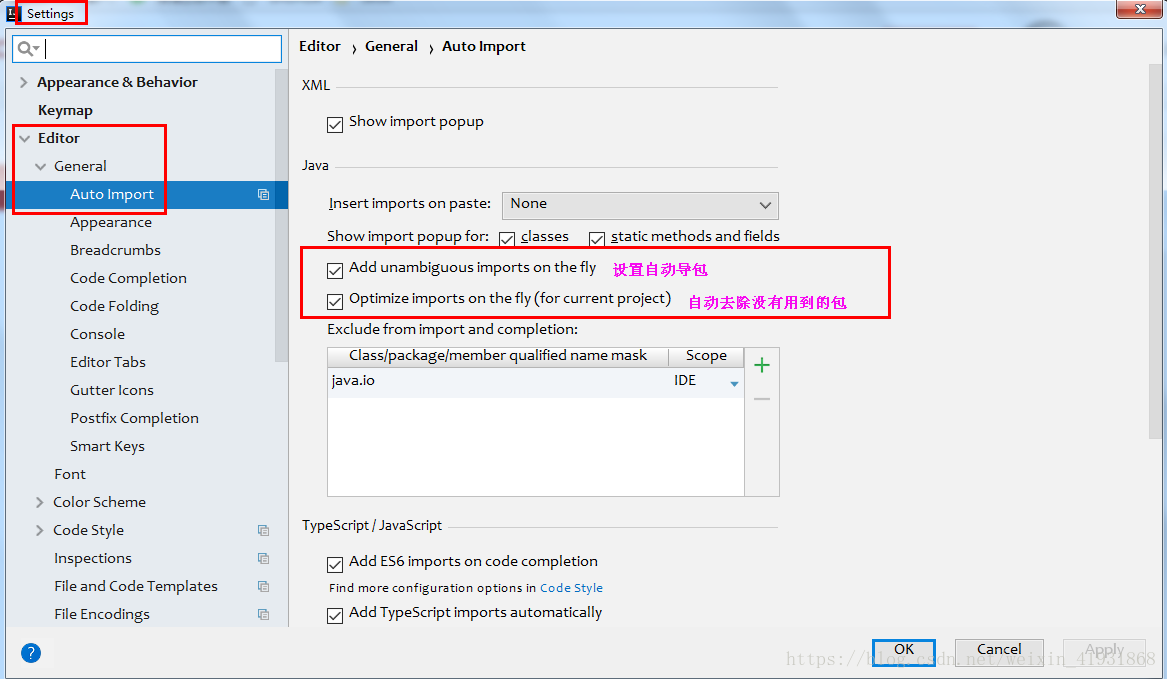 Settings
Editor › General › Auto Import
Appearance & Behavior
Keymap
Editor
General
Auto Import
Appearance
Breadcrumbs
Code Completion
Code Folding
Console
Editor Tabs
Gutter Icons
Postfix Completion
Smart Keys
Font
Color Scheme
Code Style
Inspections
File and Code Templates
File Encodings
XML
Show import popup
Java
Insert imports on paste: None
Show import popup for: classes static methods and fields
Add unambiguous imports on the fly 设置自动导包
Optimize imports on the fly (for current project) 自动去除没有用到的包
Exclude from import and completion:
Class/package/member qualified name mask Scope
java.io IDE
TypeScript / JavaScript
Add ES6 imports on code completion
Find more configuration options in Code Style
Add TypeScript imports automatically
? OK Cancel Apply
https://blog.csdn.net/weixin_41931868